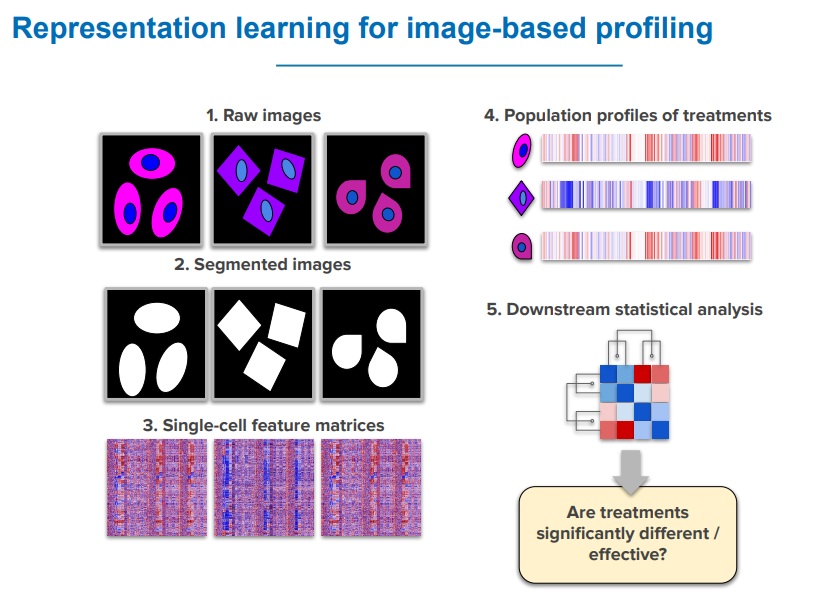 Representation learning for image-based profiling
1. Raw images
2. Segmented images
3. Single-cell feature matrices
4. Population profiles of treatments
5. Downstream statistical analysis
Are treatments
significantly different /
effective?